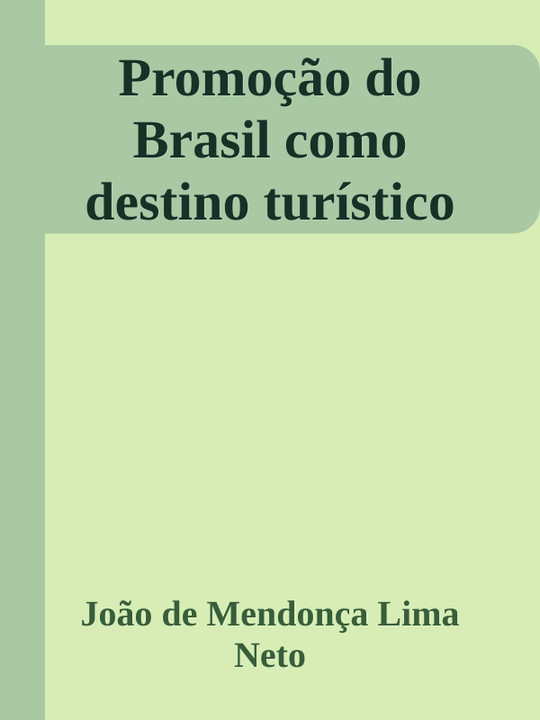 Promoção do
Brasil como
destino turístico
João de Mendonça Lima
Neto